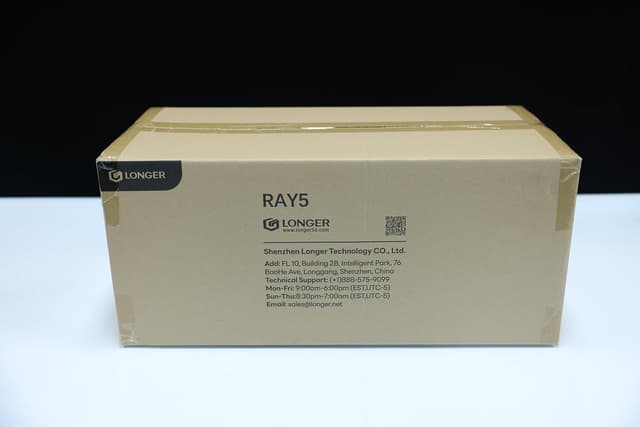 LONGER
RAY5
LONGER
www.longer3d.com
Shenzhen Longer Technology CO., Ltd.
Add: FL 10, Building 2B, Intelligent Park, 76
BaoHe Ave, Longgang, Shenzhen, China
Technical Support: (+1)888-575-9099
Mon-Fri: 9:00am-6:00pm (EST,UTC-5)
Sun-Thu:8:30pm-7:00am (EST,UTC-5)
Email: sales@longer.net